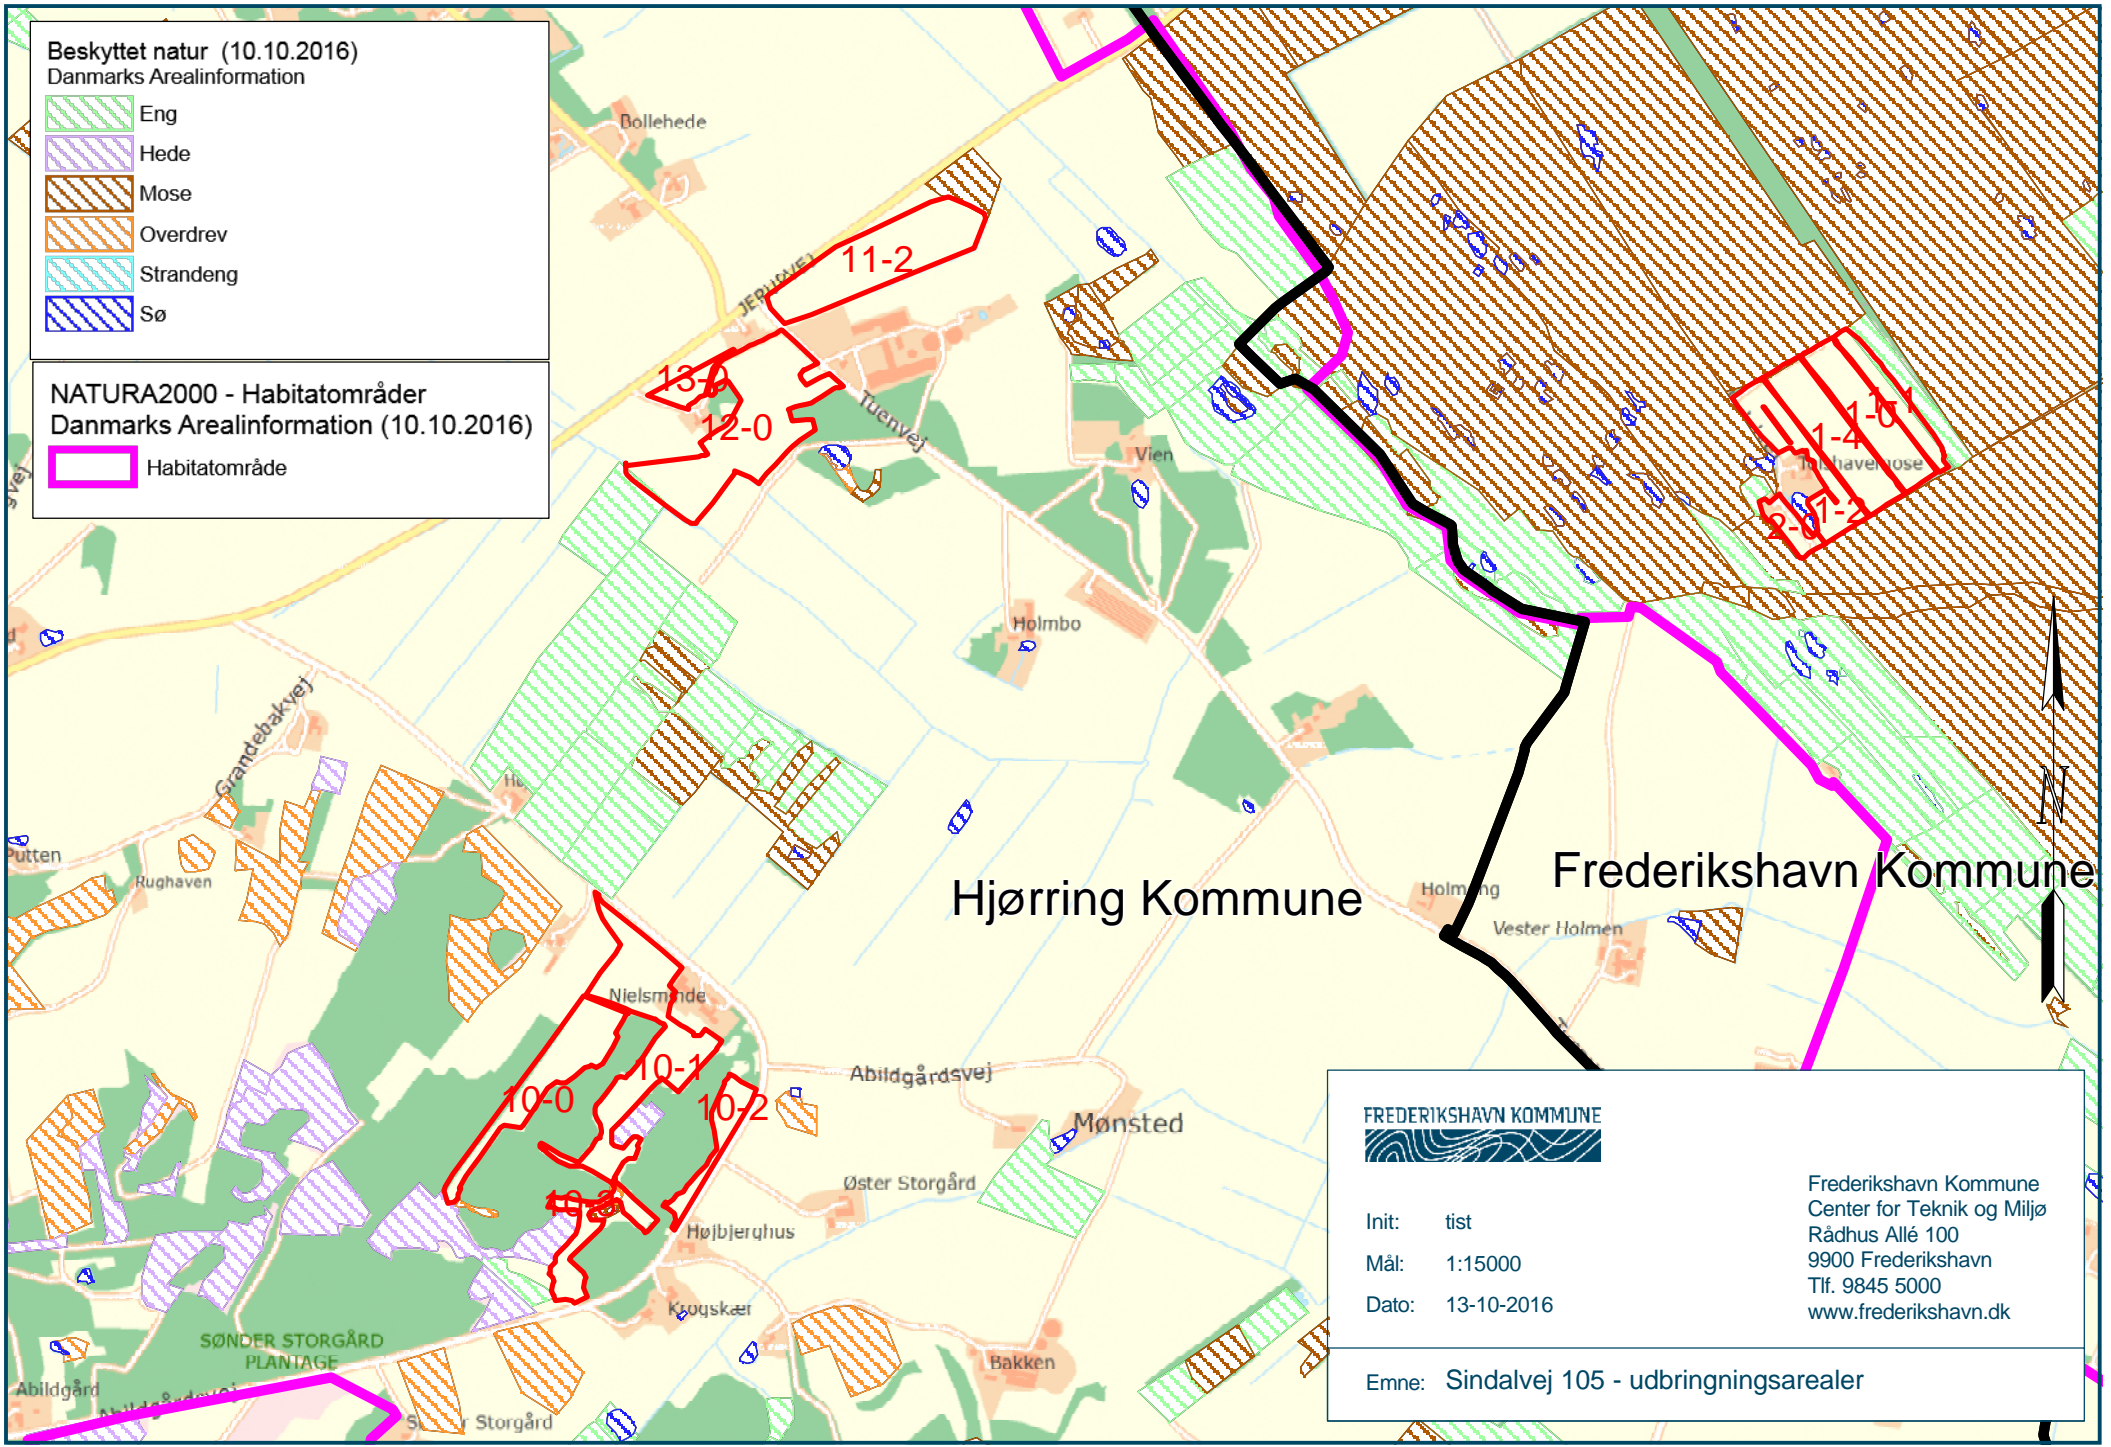 Beskyttet natur (10.10.2016)
Danmarks Arealinformation
Eng
Hede
Mose
Overdrev
Strandeng
Sø
NATURA2000 - Habitatområder
Danmarks Arealinformation (10.10.2016)
Habitatområde
Bollehede
11-2
JERUPVEJ
13-0
12-0
Tuenvej
Vien
1-1
1-0
1-4
Tolshavemose
1-2
2-0
Holmbo
Grandebakvej
Putten
Rughaven
Hjørring Kommune
Frederikshavn Kommune
Vester Holmen
N
Nielsminde
10-1
10-0
10-2
10-3
Abildgårdsvej
Mønsted
Øster Storgård
Højbjerghus
Krogskær
Bakken
SØNDER STORGÅRD
PLANTAGE
Abildgård
Abildgårdsvej
Storgård
FREDERIKSHAVN KOMMUNE
Init: tist
Mål: 1:15000
Dato: 13-10-2016
Frederikshavn Kommune
Center for Teknik og Miljø
Rådhus Allé 100
9900 Frederikshavn
Tlf. 9845 5000
www.frederikshavn.dk
Emne: Sindalvej 105 - udbringningsarealer